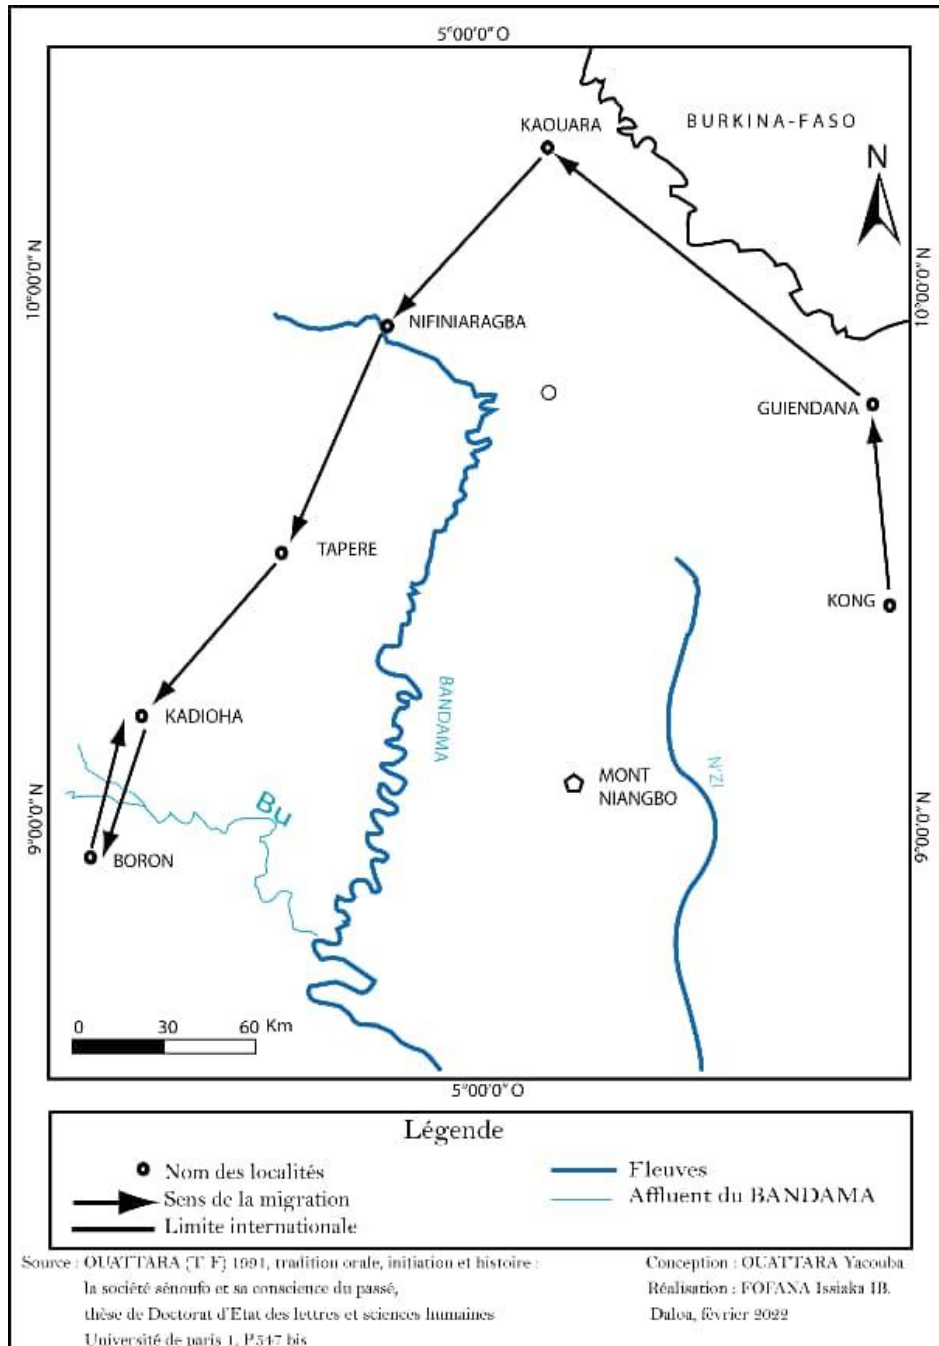 5°00'0" O
KAOUARA
BURKINA-FASO
N
10°00'0" N
10°00'0" N
NIFINIARAGBA
GUIENDANA
TAPERE
KONG
KADIOHA
BANDAMA
MONT
NIANGBO
N'ZI
9°00'0" N
9°00'0" N
Bu
BORON
0 30 60 Km
5°00'0" O
Légende
Nom des localités
Sens de la migration
Limite internationale
Fleuves
Affluent du BANDAMA
Source : OUATTARA (T F) 1991, tradition orale, initiation et histoire :
la société sénoufo et sa conscience du passé,
thèse de Doctorat d'Etat des lettres et sciences humaines
Université de paris 1, P547 bis
Conception : OUATTARA Yacouba
Réalisation : FOFANA Issiaka IB.
Daloa, février 2022